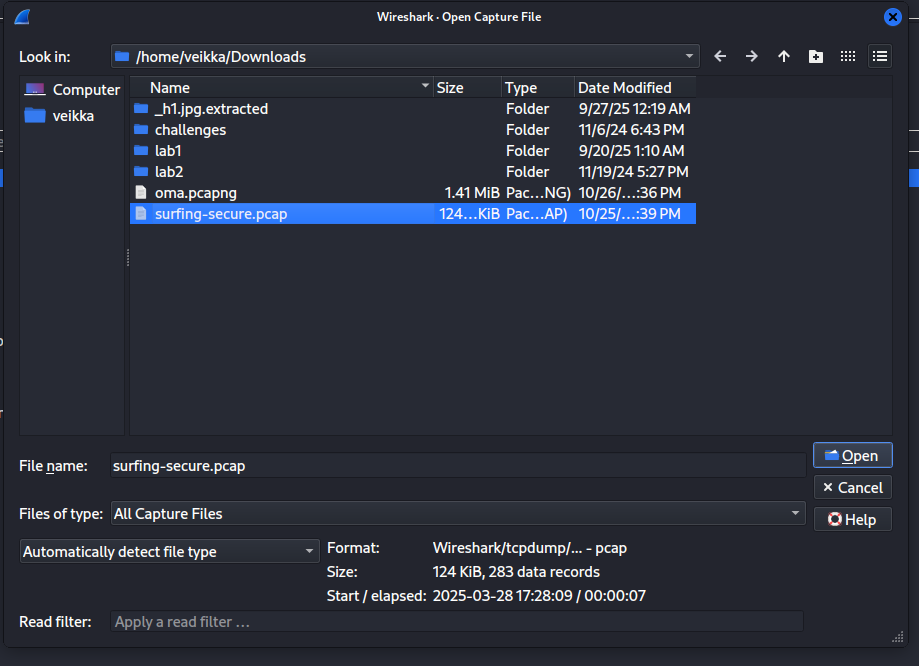 Wireshark · Open Capture File
Look in: /home/veikka/Downloads
Computer
veikka
Name Size Type Date Modified
_h1.jpg.extracted Folder 9/27/25 12:19 AM
challenges Folder 11/6/24 6:43 PM
lab1 Folder 9/20/25 1:10 AM
lab2 Folder 11/19/24 5:27 PM
oma.pcapng 1.41 MiB Pac...NG) 10/26/...:36 PM
surfing-secure.pcap 124...KiB Pac...AP) 10/25/...:39 PM
File name: surfing-secure.pcap
Open
Cancel
Files of type: All Capture Files
Help
Automatically detect file type
Format: Wireshark/tcpdump/... - pcap
Size: 124 KiB, 283 data records
Start / elapsed: 2025-03-28 17:28:09 / 00:00:07
Read filter: Apply a read filter ...